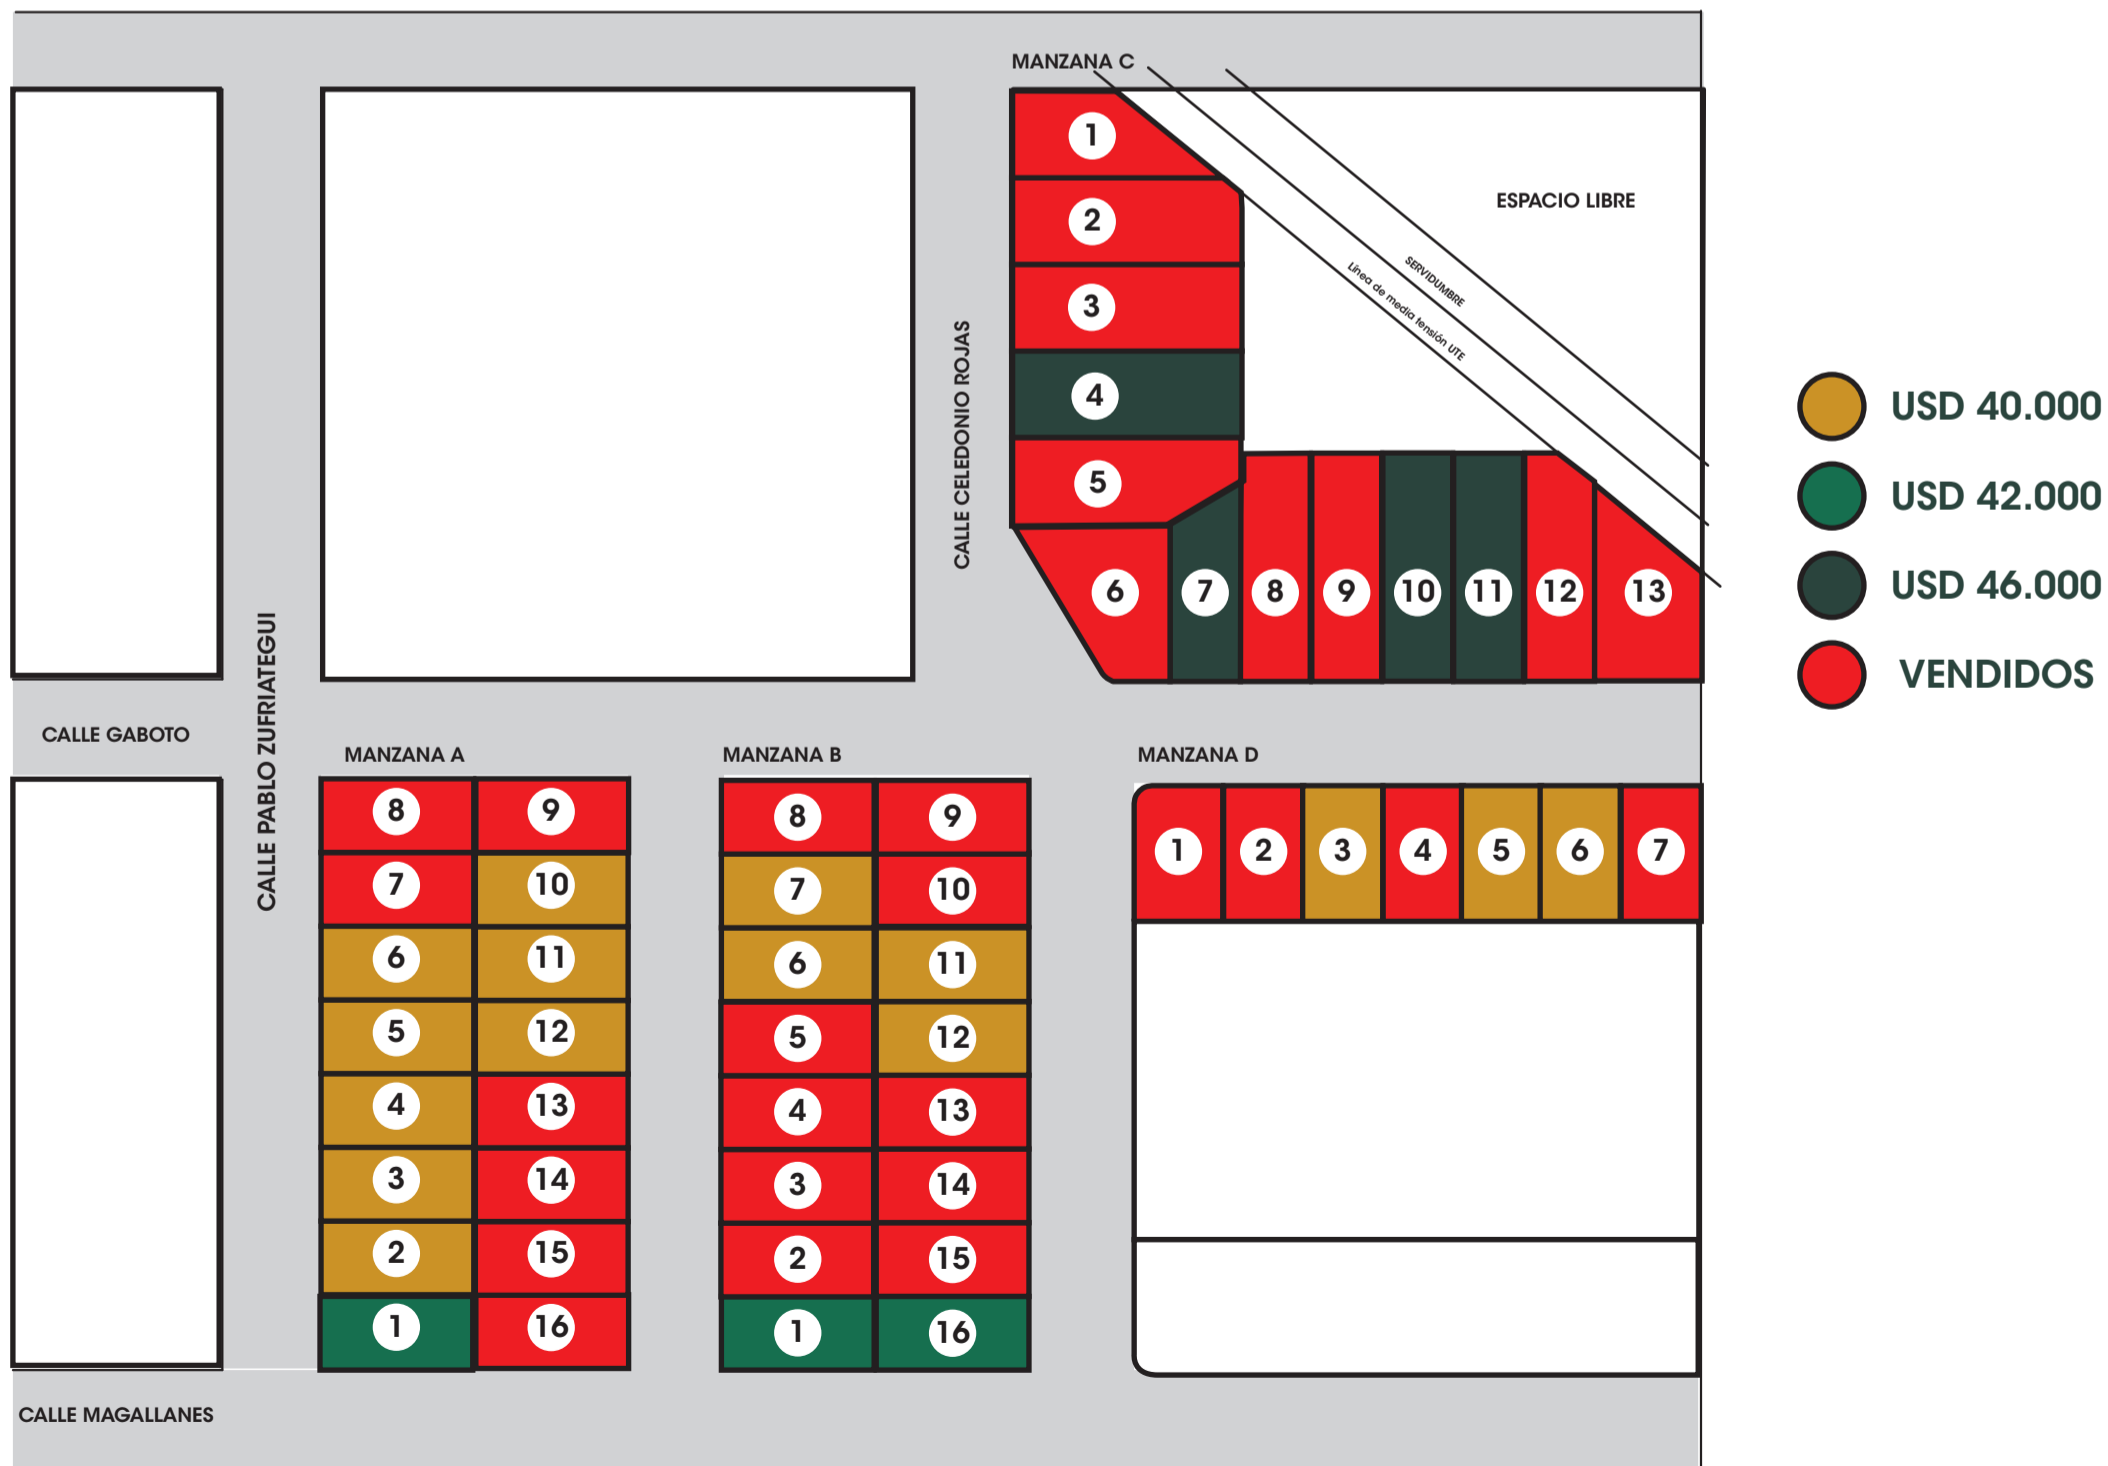 MANZANA C
1
2
3
4
5
6
7
8
9
10
11
12
13
ESPACIO LIBRE
SERVIDUMBRE
Línea de media tensión UTE
CALLE CELEDONIO ROJAS
CALLE PABLO ZUFRIATEGUI
CALLE GABOTO
USD 40.000
USD 42.000
USD 46.000
VENDIDOS
MANZANA A
8 9
7 10
6 11
5 12
4 13
3 14
2 15
1 16
MANZANA B
8 9
7 10
6 11
5 12
4 13
3 14
2 15
1 16
MANZANA D
1 2 3 4 5 6 7
CALLE MAGALLANES